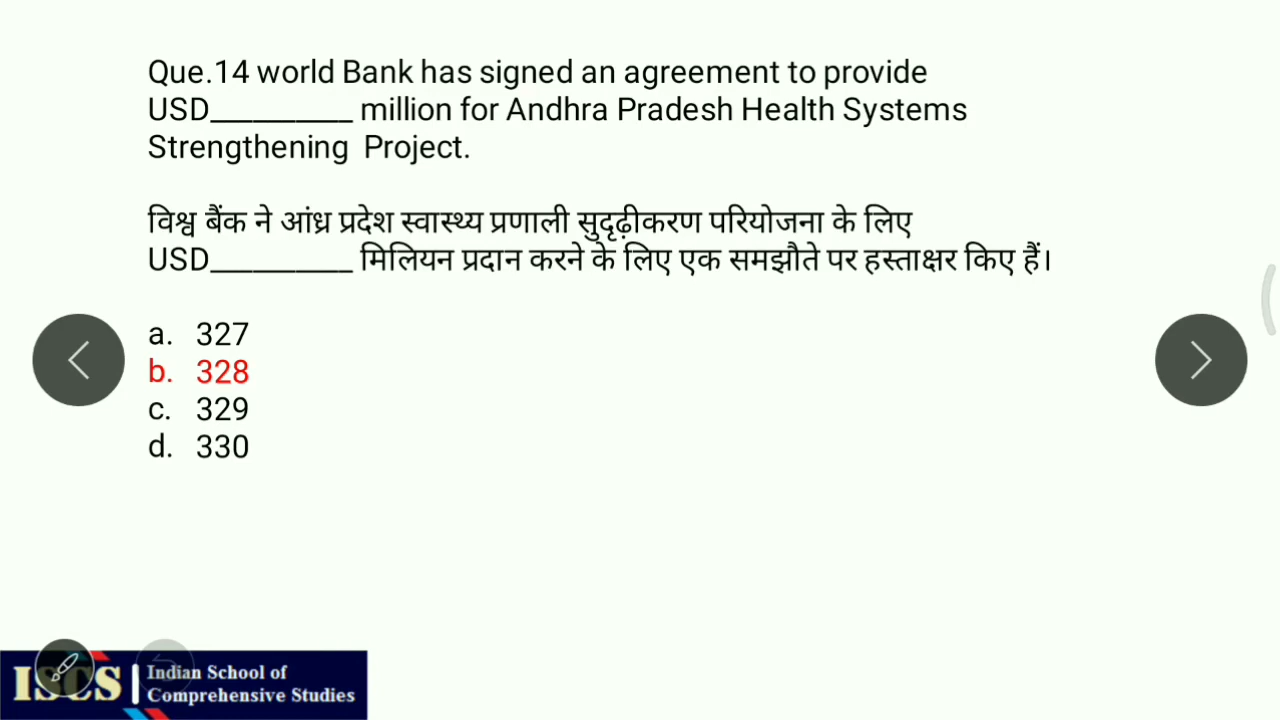 Que.14 world Bank has signed an agreement to provide
USD_________ million for Andhra Pradesh Health Systems
Strengthening Project.
विश्व बैंक ने आंध्र प्रदेश स्वास्थ्य प्रणाली सुदृढ़ीकरण परियोजना के लिए
USD_________ मिलियन प्रदान करने के लिए एक समझौते पर हस्ताक्षर किए हैं।
a. 327
b. 328
c. 329
d. 330
ISCS
Indian School of
Comprehensive Studies